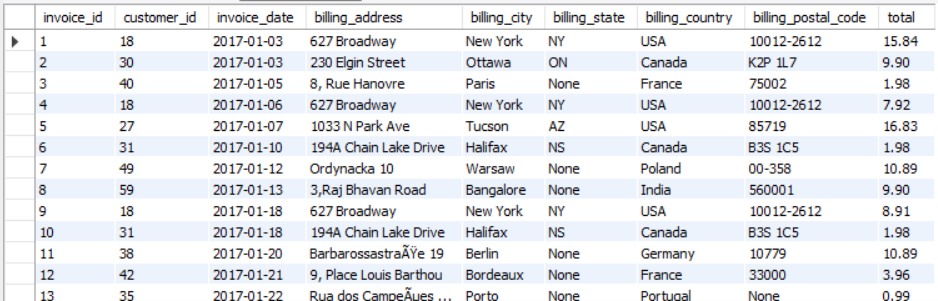 invoice_id customer_id invoice_date billing_address billing_city billing_state billing_country billing_postal_code total
1 18 2017-01-03 627 Broadway New York NY USA 10012-2612 15.84
2 30 2017-01-03 230 Elgin Street Ottawa ON Canada K2P 1L7 9.90
3 40 2017-01-05 8, Rue Hanovre Paris None France 75002 1.98
4 18 2017-01-06 627 Broadway New York NY USA 10012-2612 7.92
5 27 2017-01-07 1033 N Park Ave Tucson AZ USA 85719 16.83
6 31 2017-01-10 194A Chain Lake Drive Halifax NS Canada B3S 1C5 1.98
7 49 2017-01-12 Ordynacka 10 Warsaw None Poland 00-358 10.89
8 59 2017-01-13 3,Raj Bhavan Road Bangalore None India 560001 9.90
9 18 2017-01-18 627 Broadway New York NY USA 10012-2612 8.91
10 31 2017-01-18 194A Chain Lake Drive Halifax NS Canada B3S 1C5 1.98
11 38 2017-01-20 BarbarossastraÃŸe 19 Berlin None Germany 10779 10.89
12 42 2017-01-21 9, Place Louis Barthou Bordeaux None France 33000 3.96
13 35 2017-01-22 Rua dos CampeÃµes ... Porto None Portugal None 0.99